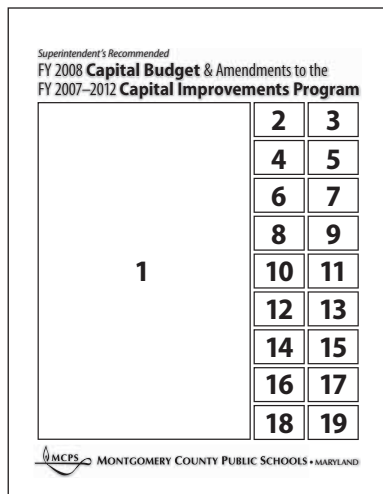 Superintendent's Recommended
FY 2008 Capital Budget & Amendments to the
FY 2007–2012 Capital Improvements Program
1
2 3
4 5
6 7
8 9
10 11
12 13
14 15
16 17
18 19
MCPS MONTGOMERY COUNTY PUBLIC SCHOOLS • MARYLAND